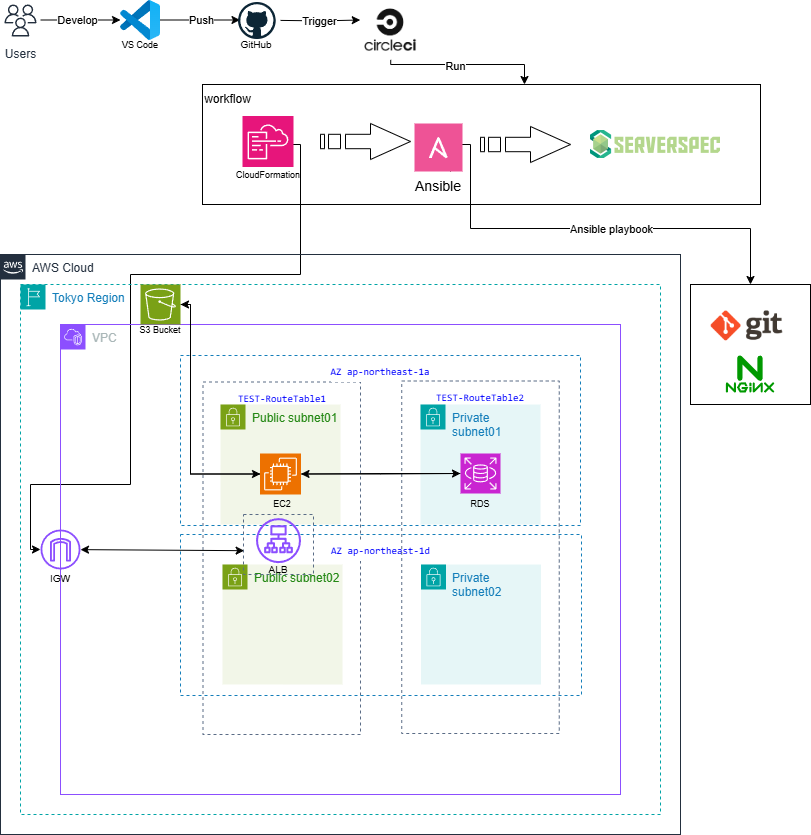 Develop
Push
Trigger
Users
VS Code
GitHub
circleci
Run
workflow
CloudFormation
Ansible
SERVERSPEC
Ansible playbook
aws
AWS Cloud
Tokyo Region
S3 Bucket
VPC
git
NGINX
AZ ap-northeast-1a
TEST-RouteTable1
TEST-RouteTable2
Public subnet01
Private
subnet01
EC2
RDS
AZ ap-northeast-1d
IGW
ALB
Public subnet02
Private
subnet02